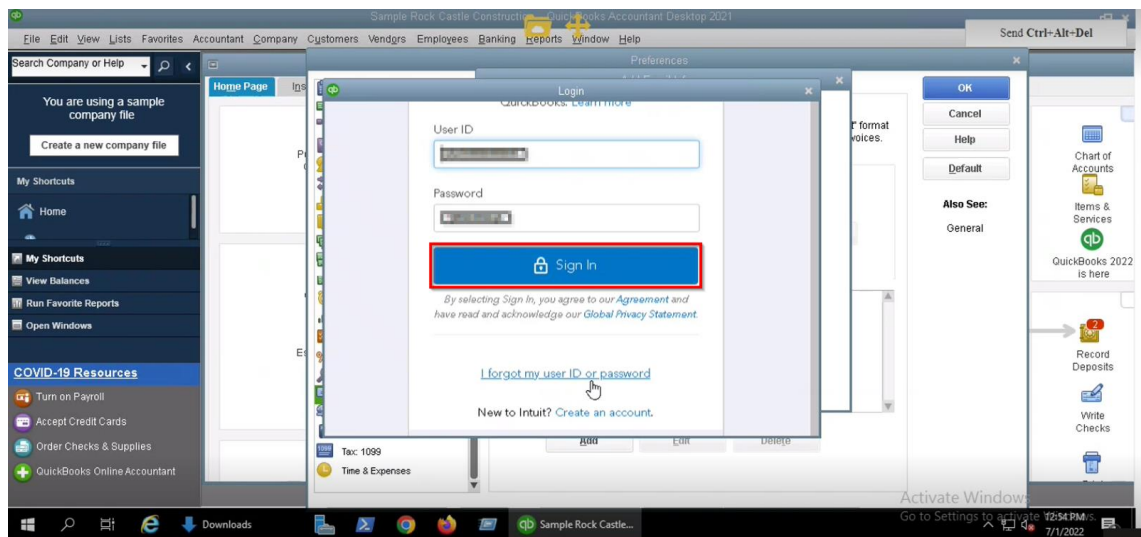 Sample Rock Castle Construction - QuickBooks Accountant Desktop 2021
File Edit View Lists Favorites Accountant Company Customers Vendors Employees Banking Reports Window Help
Send Ctrl+Alt+Del
Search Company or Help
You are using a sample
company file
Create a new company file
My Shortcuts
Home
My Shortcuts
View Balances
Run Favorite Reports
Open Windows
COVID-19 Resources
Turn on Payroll
Accept Credit Cards
Order Checks & Supplies
QuickBooks Online Accountant
Home Page
Ins
Preferences
Login
QuickBooks. Learn more
User ID
Password
Sign In
By selecting Sign In, you agree to our Agreement and
have read and acknowledge our Global Privacy Statement.
I forgot my user ID or password
New to Intuit? Create an account.
Add Edit Delete
Tax: 1099
Time & Expenses
format
voices.
OK
Cancel
Help
Default
Also See:
General
Chart of
Accounts
Items &
Services
QuickBooks 2022
is here
2
Record
Deposits
Write
Checks
Activate Windows
Go to Settings to activate Windows.
Downloads
Sample Rock Castle...
12:54 PM
7/1/2022